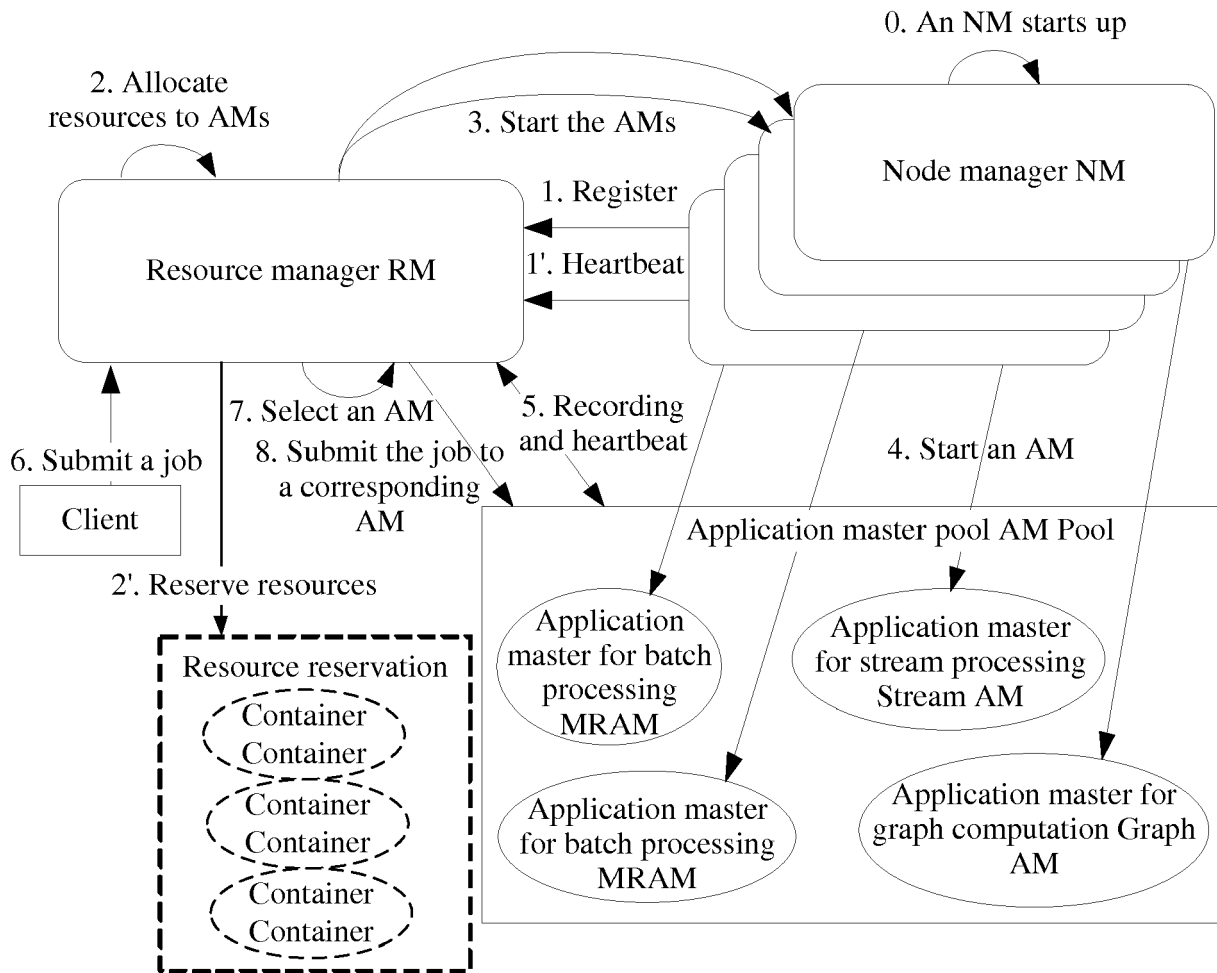 0. An NM starts up
2. Allocate
resources to AMs
3. Start the AMs
Node manager NM
1. Register
Resource manager RM
1'. Heartbeat
7. Select an AM
5. Recording
and heartbeat
6. Submit a job
8. Submit the job to
a corresponding
AM
4. Start an AM
Client
Application master pool AM Pool
2'. Reserve resources
Resource reservation
Container
Container
Container
Container
Container
Container
Application
master for batch
processing
MRAM
Application master
for stream processing
Stream AM
Application master
for batch processing
MRAM
Application master for
graph computation Graph
AM